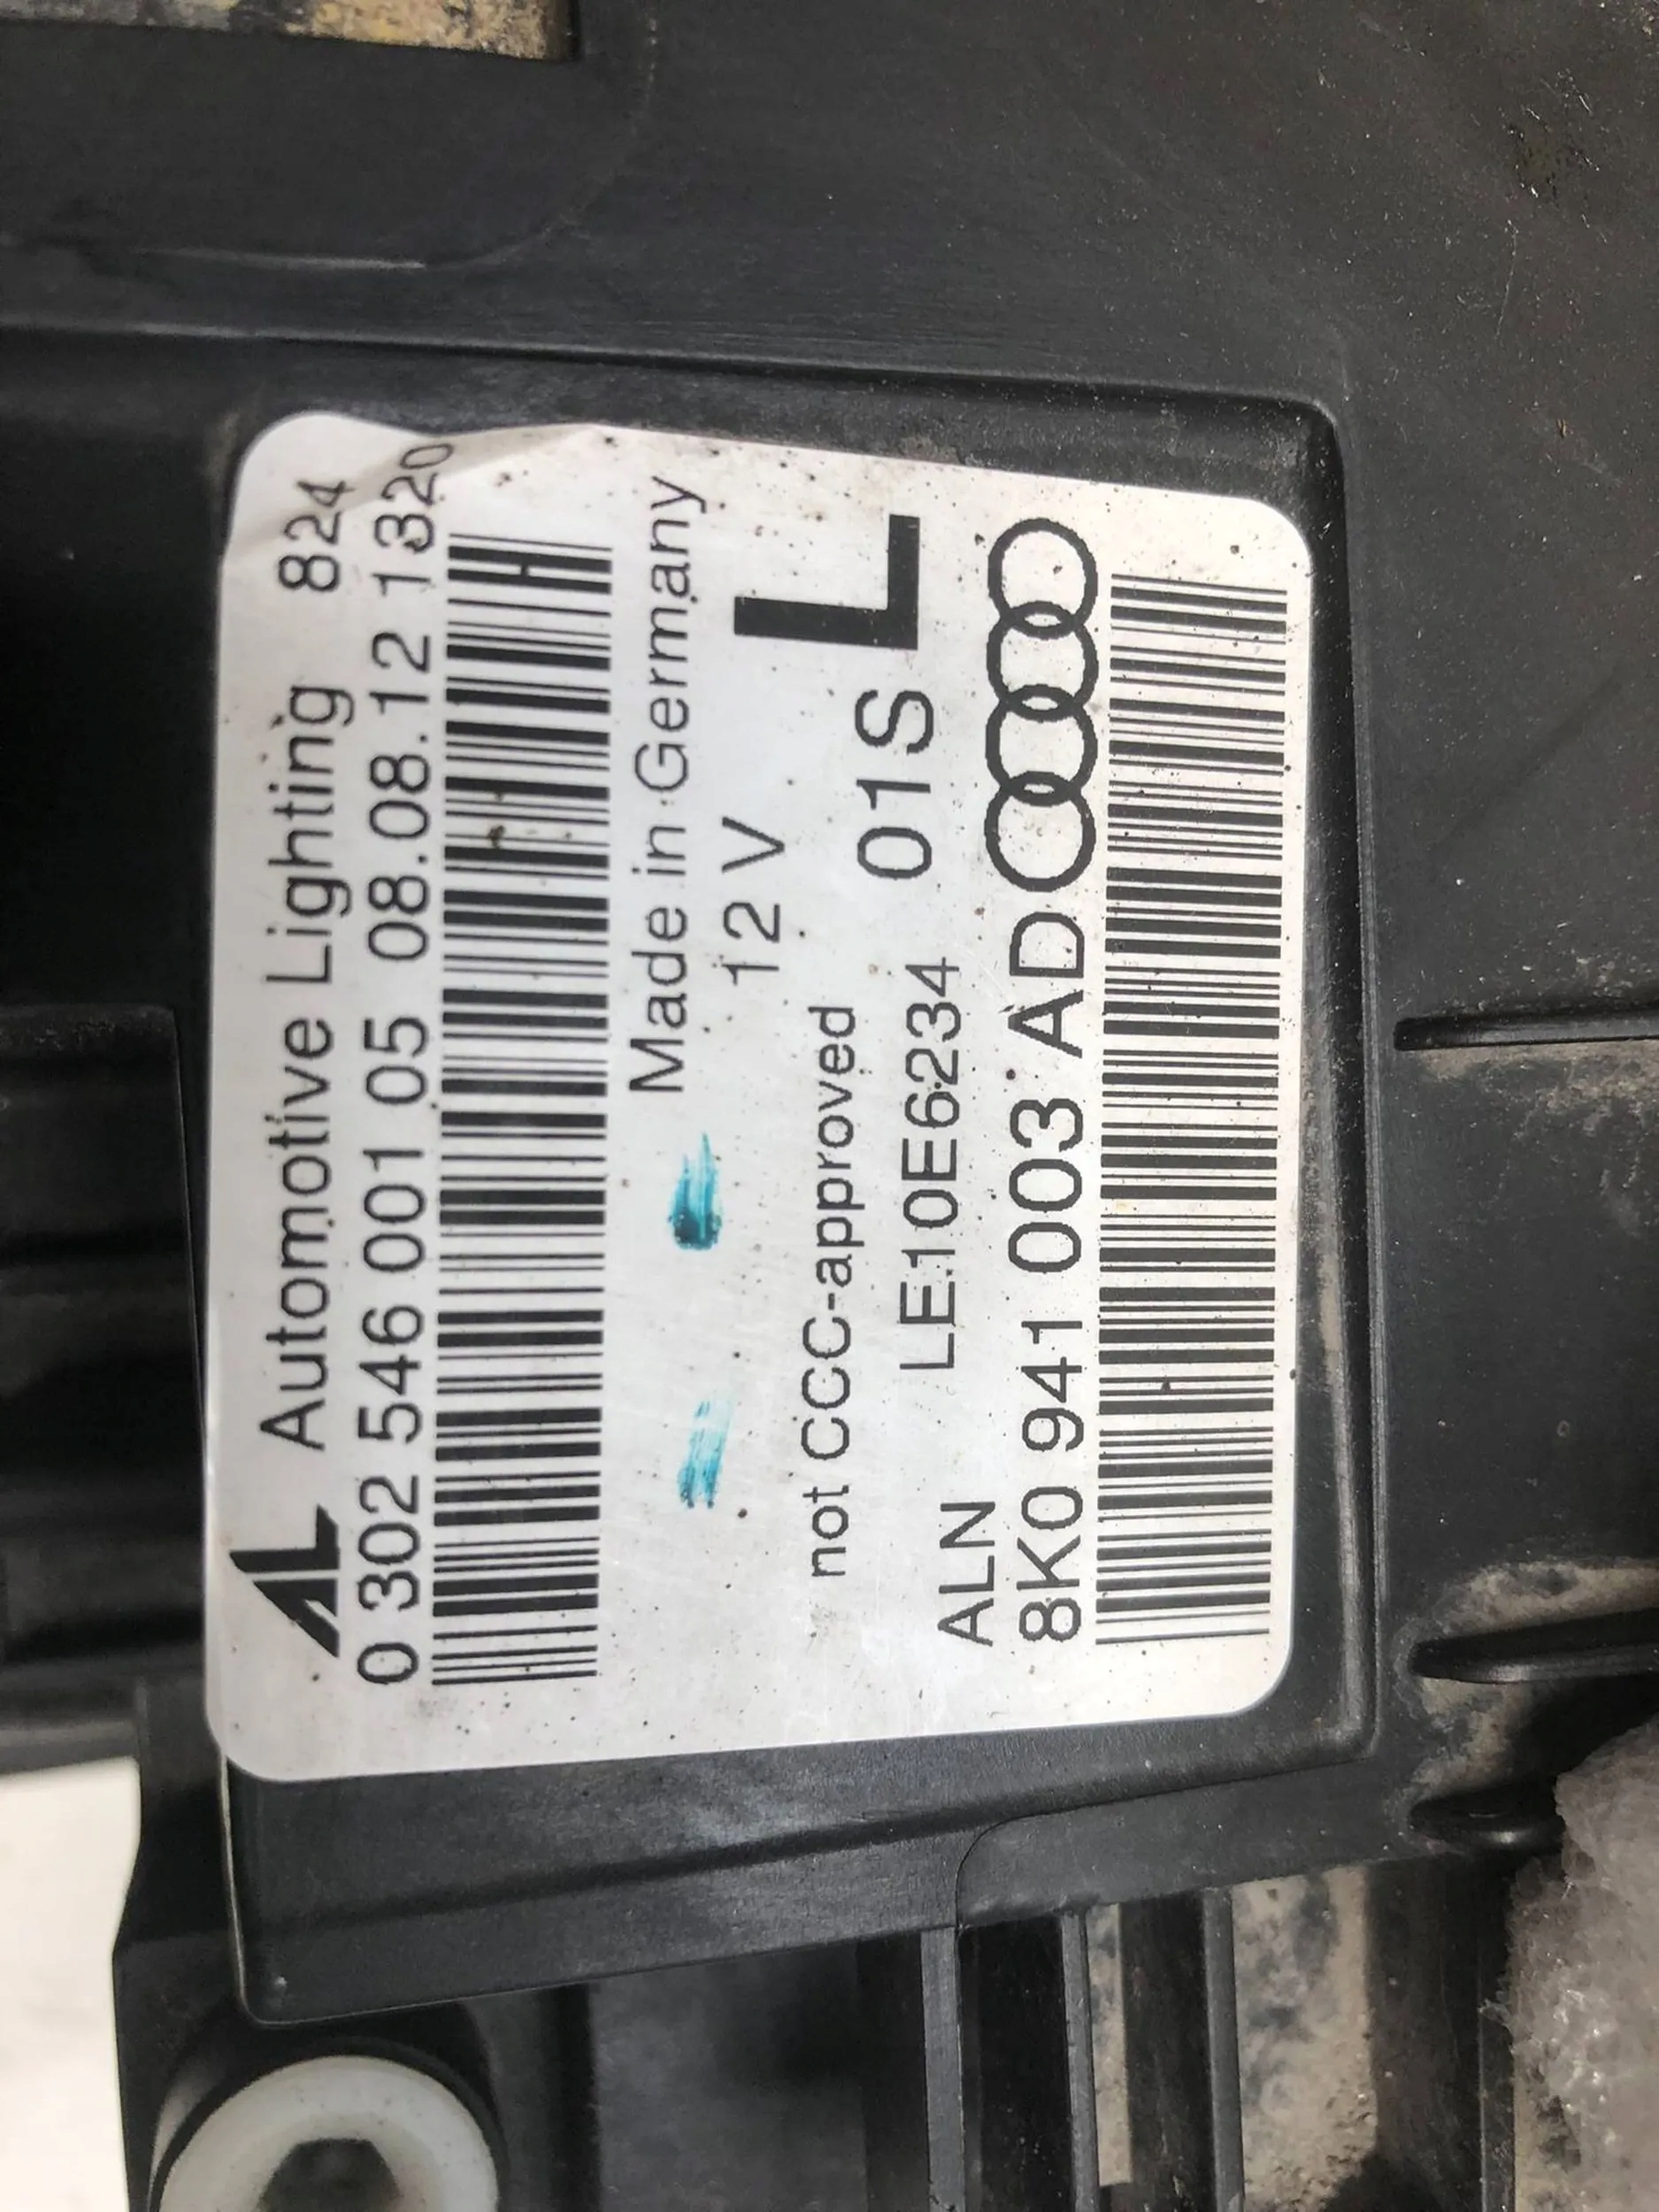 AL Automotive Lighting 824
0 302 546 001 05 08.08.12 1320
Made in Germany
12 V
L
not CCC-approved
LE10E6234 01S
ALN
8K0 941 003 AD